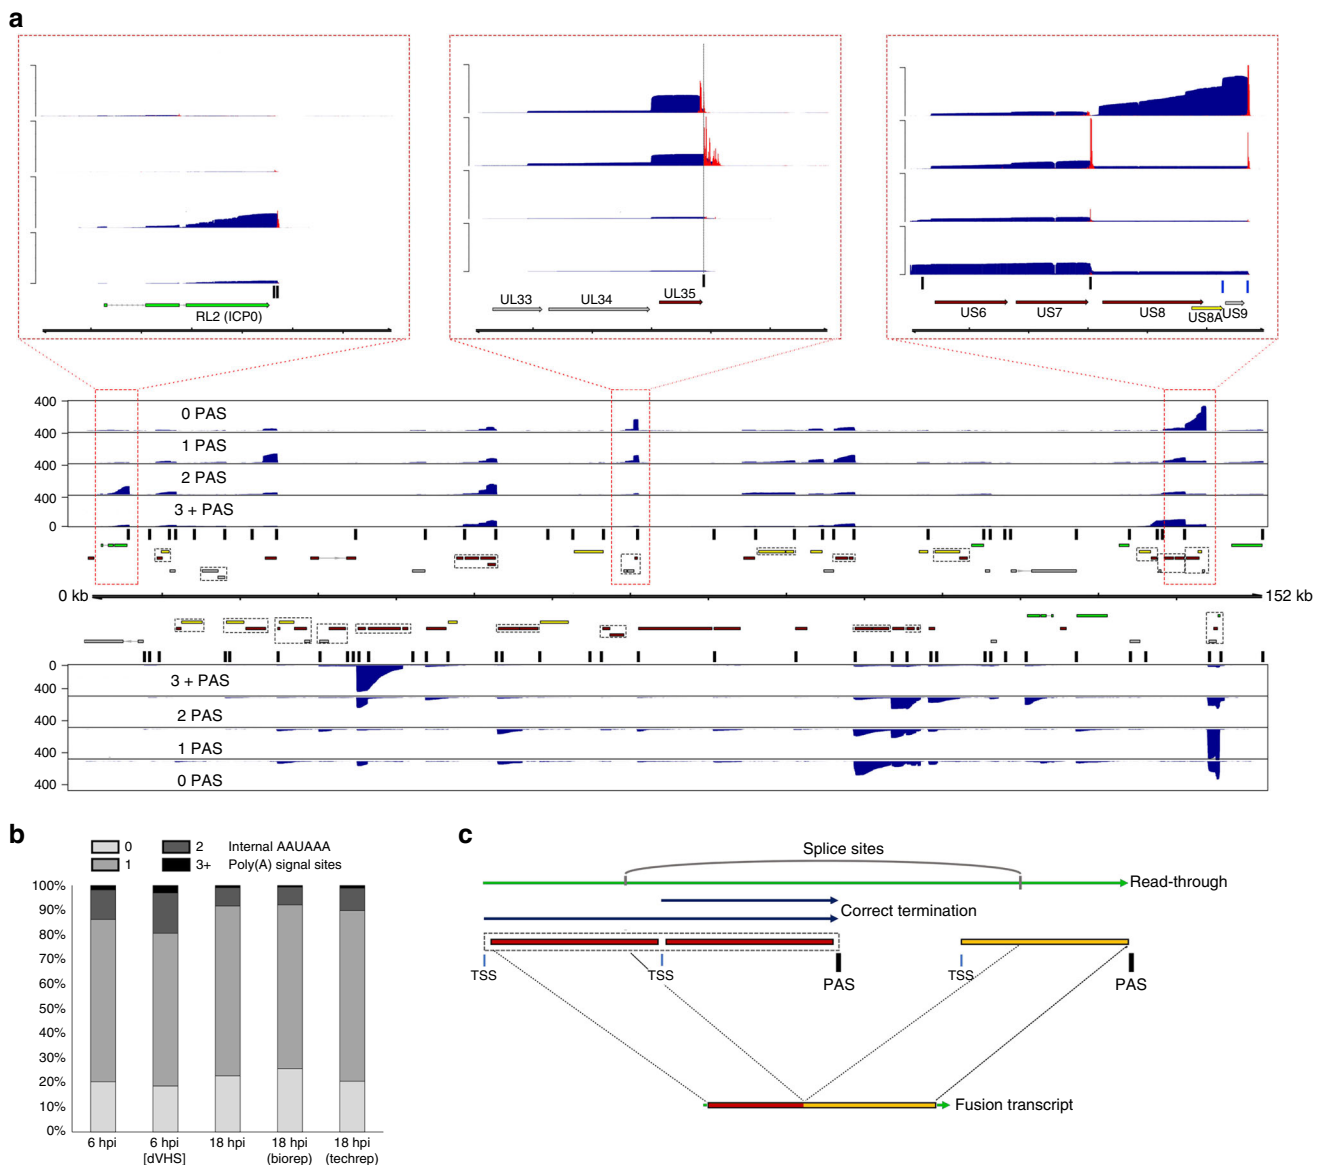 a
RL2 (ICP0)
UL33
UL34
UL35
US6
US7
US8
US8A
US9
400
0 PAS
400
1 PAS
400
2 PAS
400
3 + PAS
0
0 kb
152 kb
0
3 + PAS
400
2 PAS
400
1 PAS
400
0 PAS
400
b
0
2
Internal AAUAAA
1
3+
Poly(A) signal sites
100%
90%
80%
70%
60%
50%
40%
30%
20%
10%
0%
6 hpi
6 hpi
[dVHS]
18 hpi
18 hpi
(biorep)
18 hpi
(techrep)
c
Splice sites
Read-through
Correct termination
TSS
TSS
PAS
TSS
PAS
Fusion transcript